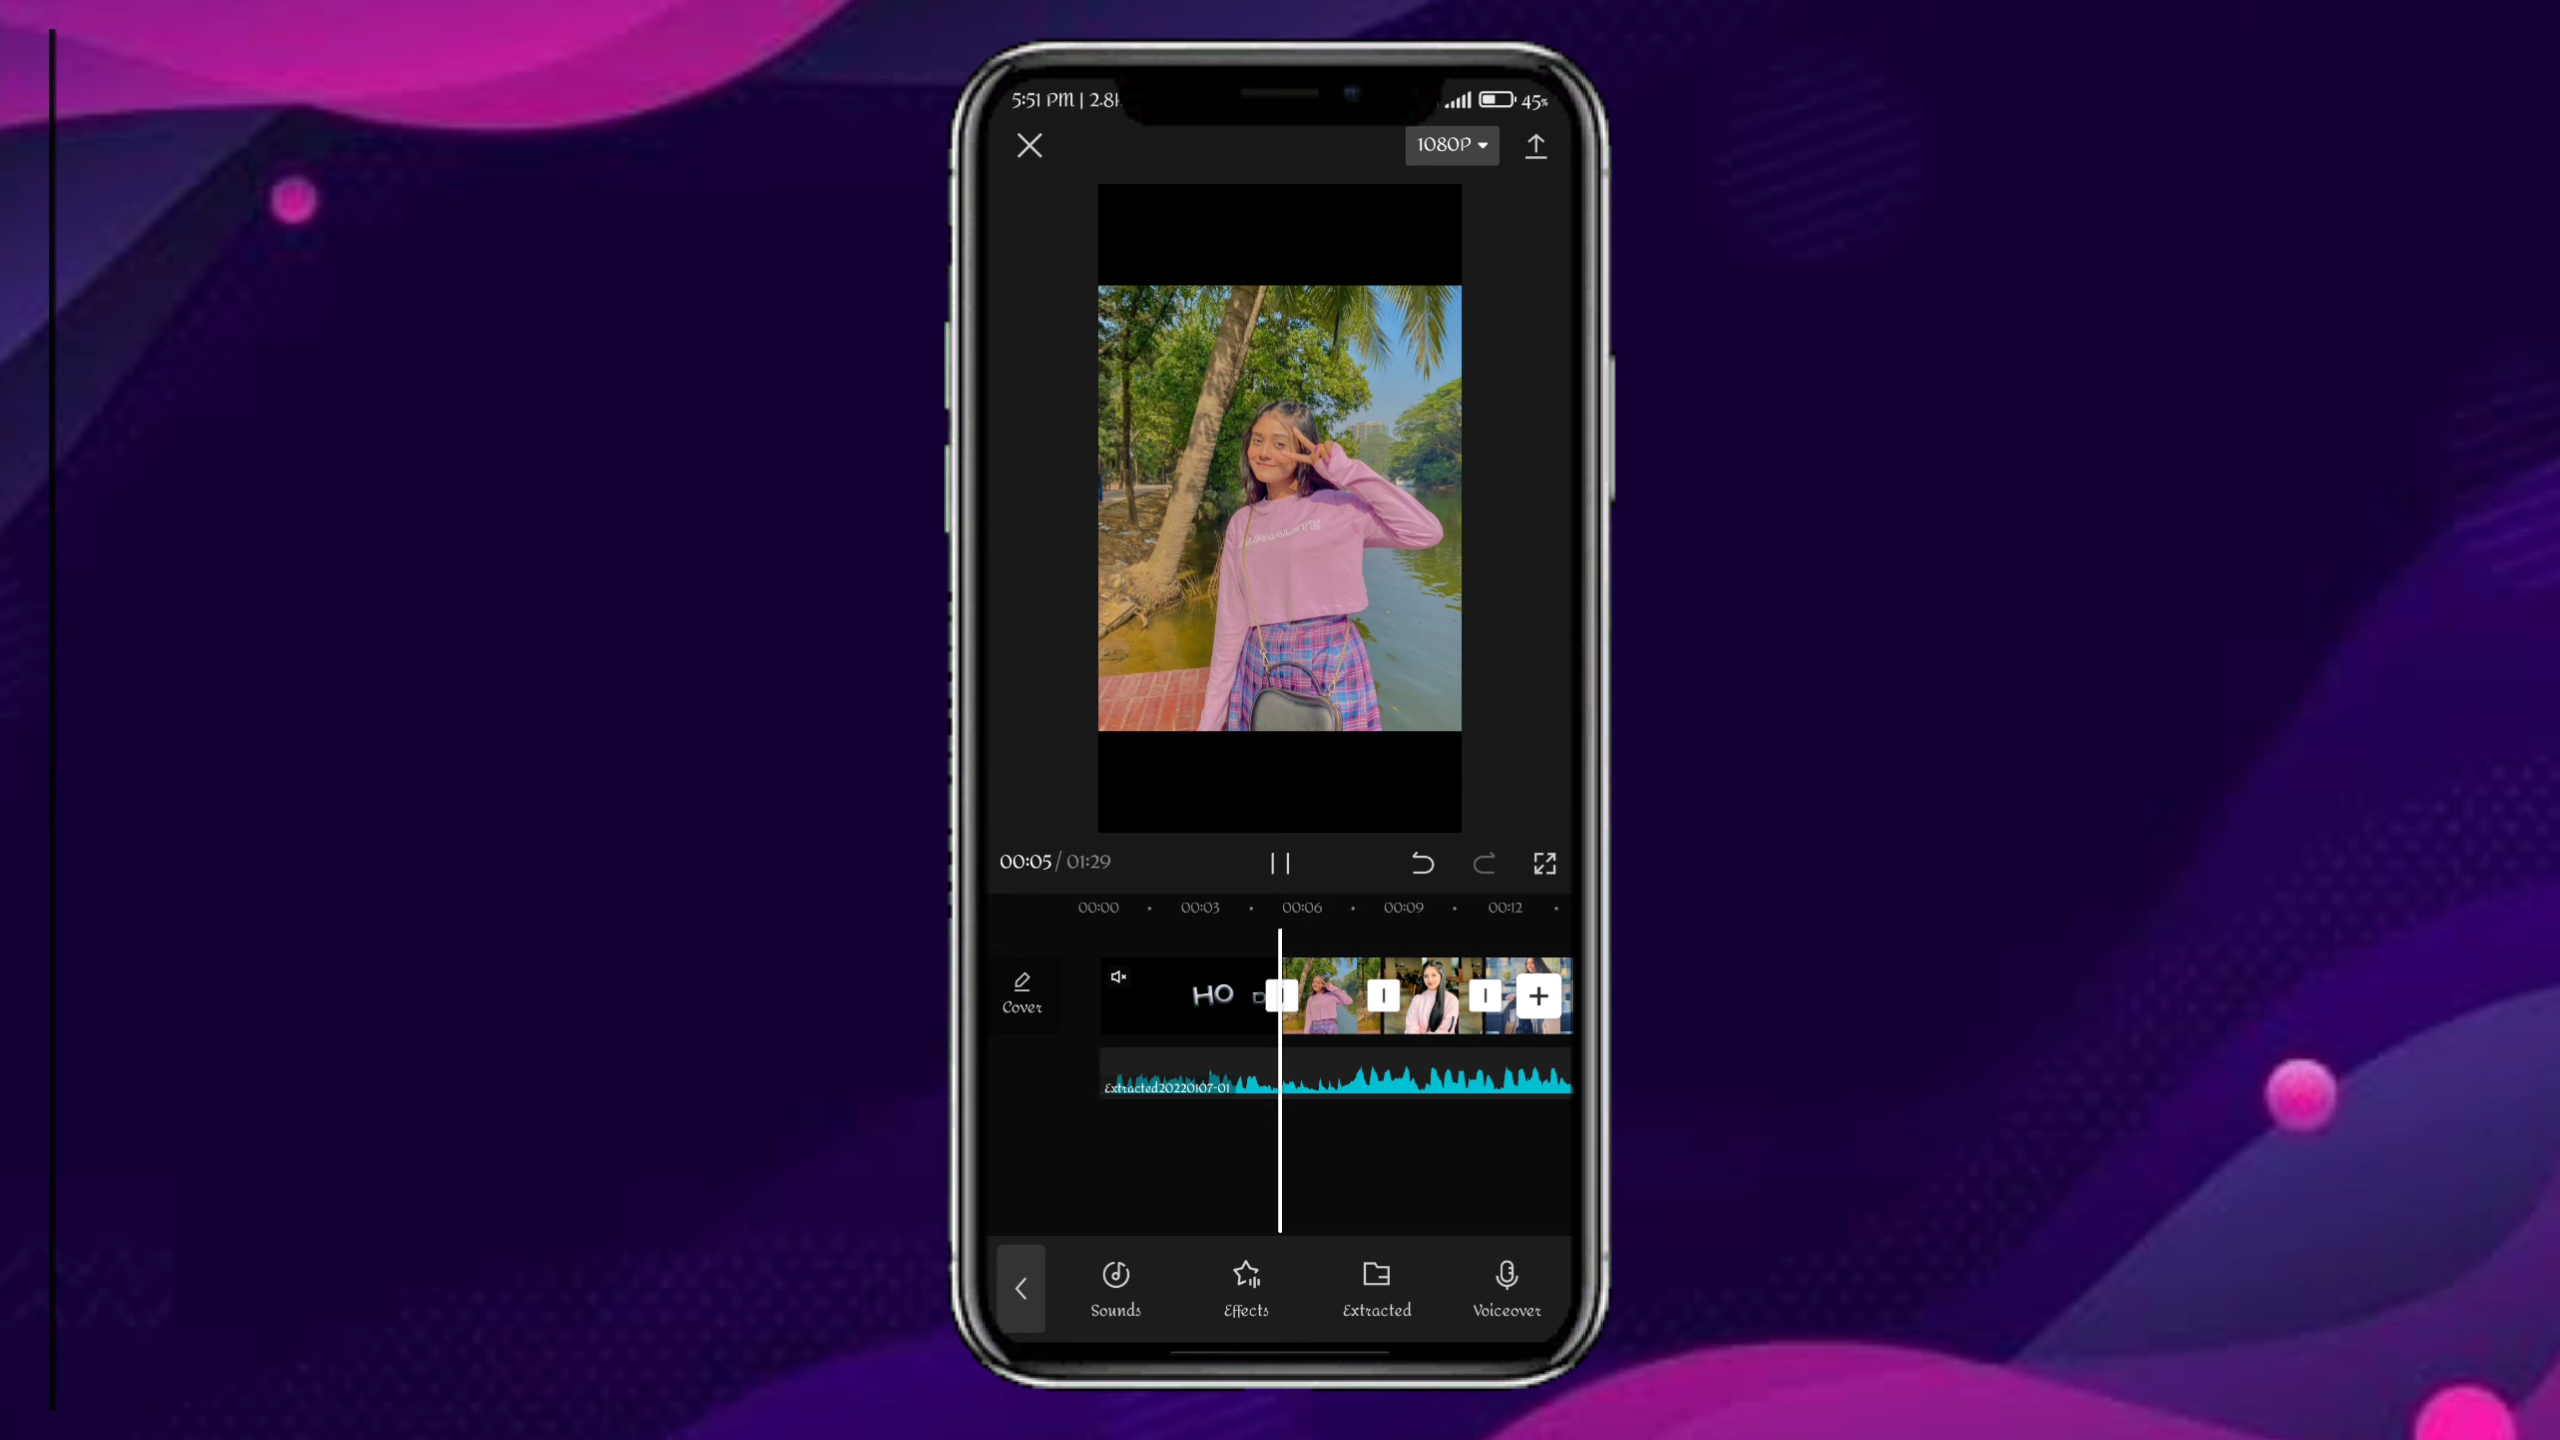 5:51 PM | 2.8
45%
1080P
00:05 / 01:29
00:00 00:03 00:06 00:09 00:12
Cover
HO
Extracted20220107-01
Sounds Effects Extracted Voiceover